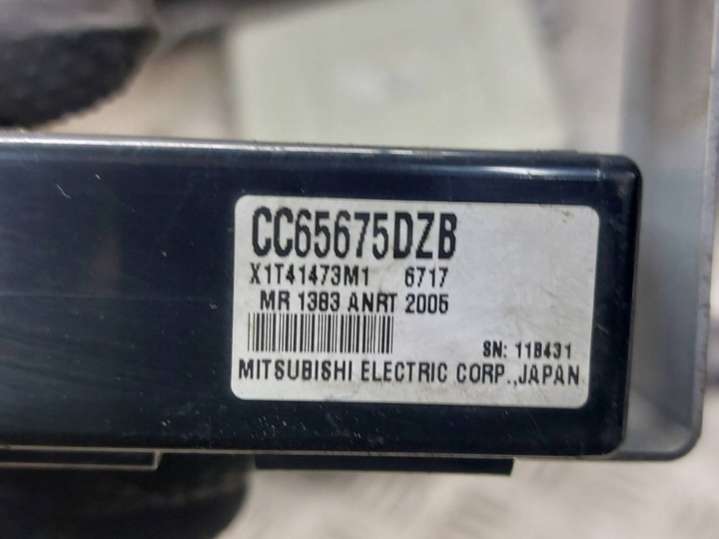 CC65675DZB
X1T41473M1 6717
MR 1383 ANRT 2005
SN: 11B431
MITSUBISHI ELECTRIC CORP.,JAPAN